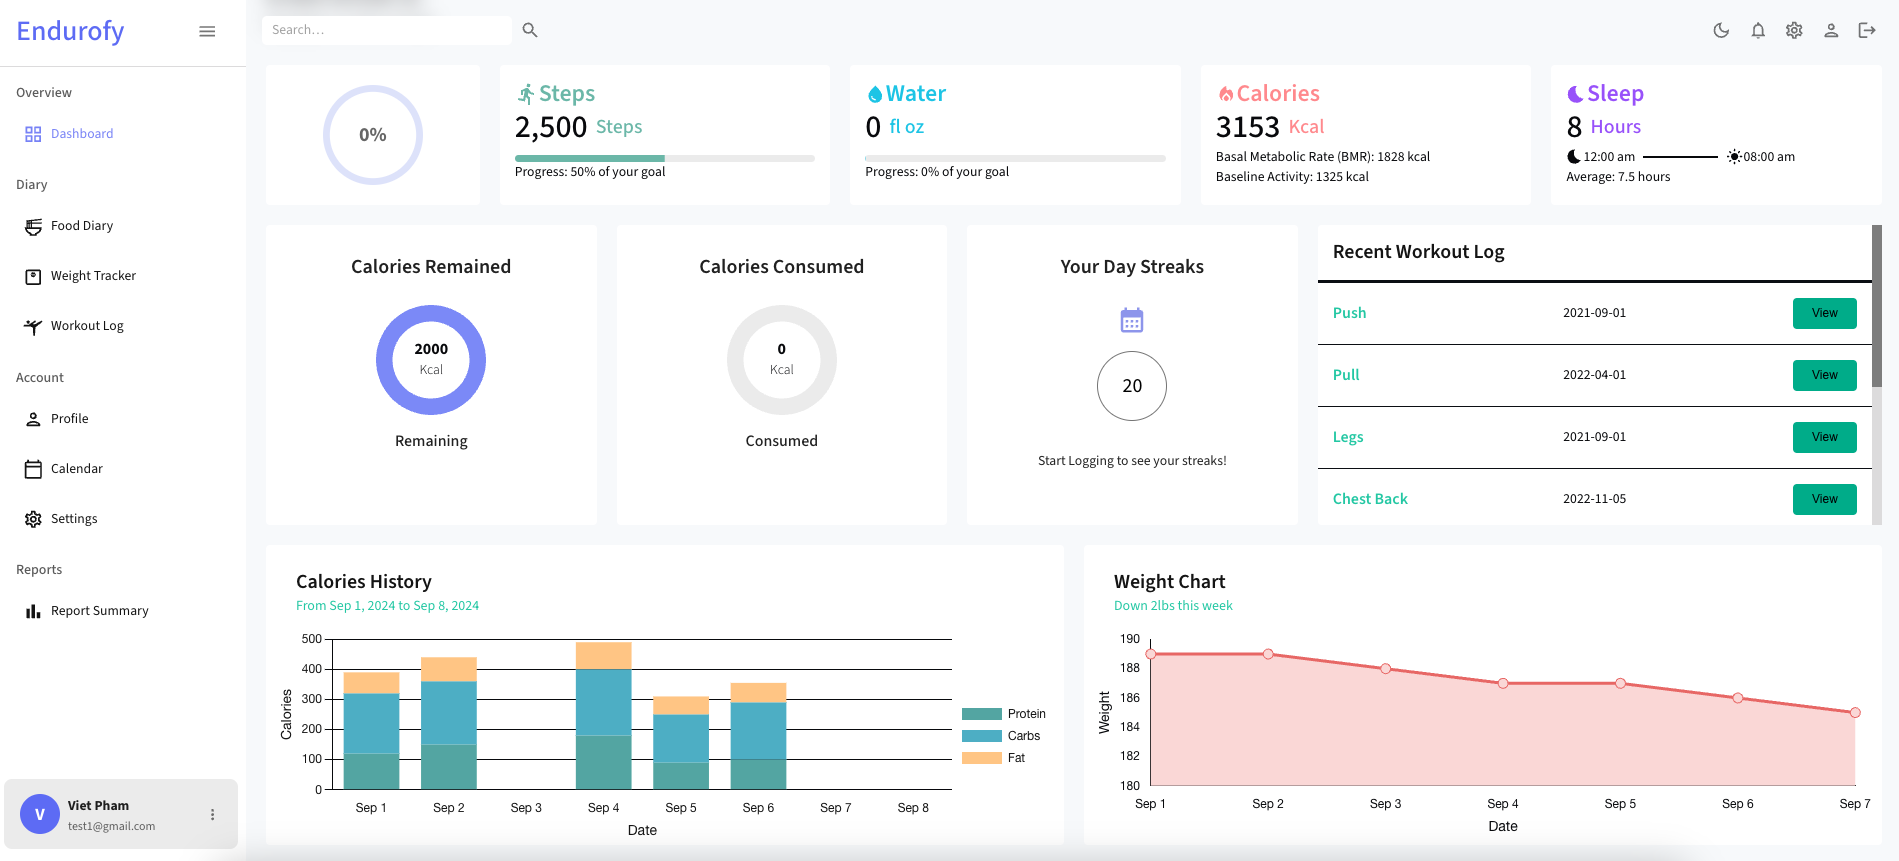 Endurofy
Search…
Overview
Dashboard
Diary
Food Diary
Weight Tracker
Workout Log
Account
Profile
Calendar
Settings
Reports
Report Summary
V
Viet Pham
test1@gmail.com
0%
Steps
2,500 Steps
Progress: 50% of your goal
Water
0 fl oz
Progress: 0% of your goal
Calories
3153 Kcal
Basal Metabolic Rate (BMR): 1828 kcal
Baseline Activity: 1325 kcal
Sleep
8 Hours
12:00 am 08:00 am
Average: 7.5 hours
Calories Remained
2000
Kcal
Remaining
Calories Consumed
0
Kcal
Consumed
Your Day Streaks
20
Start Logging to see your streaks!
Recent Workout Log
Push 2021-09-01 View
Pull 2022-04-01 View
Legs 2021-09-01 View
Chest Back 2022-11-05 View
Calories History
From Sep 1, 2024 to Sep 8, 2024
500
400
300
200
100
0
Calories
Sep 1 Sep 2 Sep 3 Sep 4 Sep 5 Sep 6 Sep 7 Sep 8
Date
Protein
Carbs
Fat
Weight Chart
Down 2lbs this week
190
188
186
184
182
180
Weight
Sep 1 Sep 2 Sep 3 Sep 4 Sep 5 Sep 6 Sep 7
Date